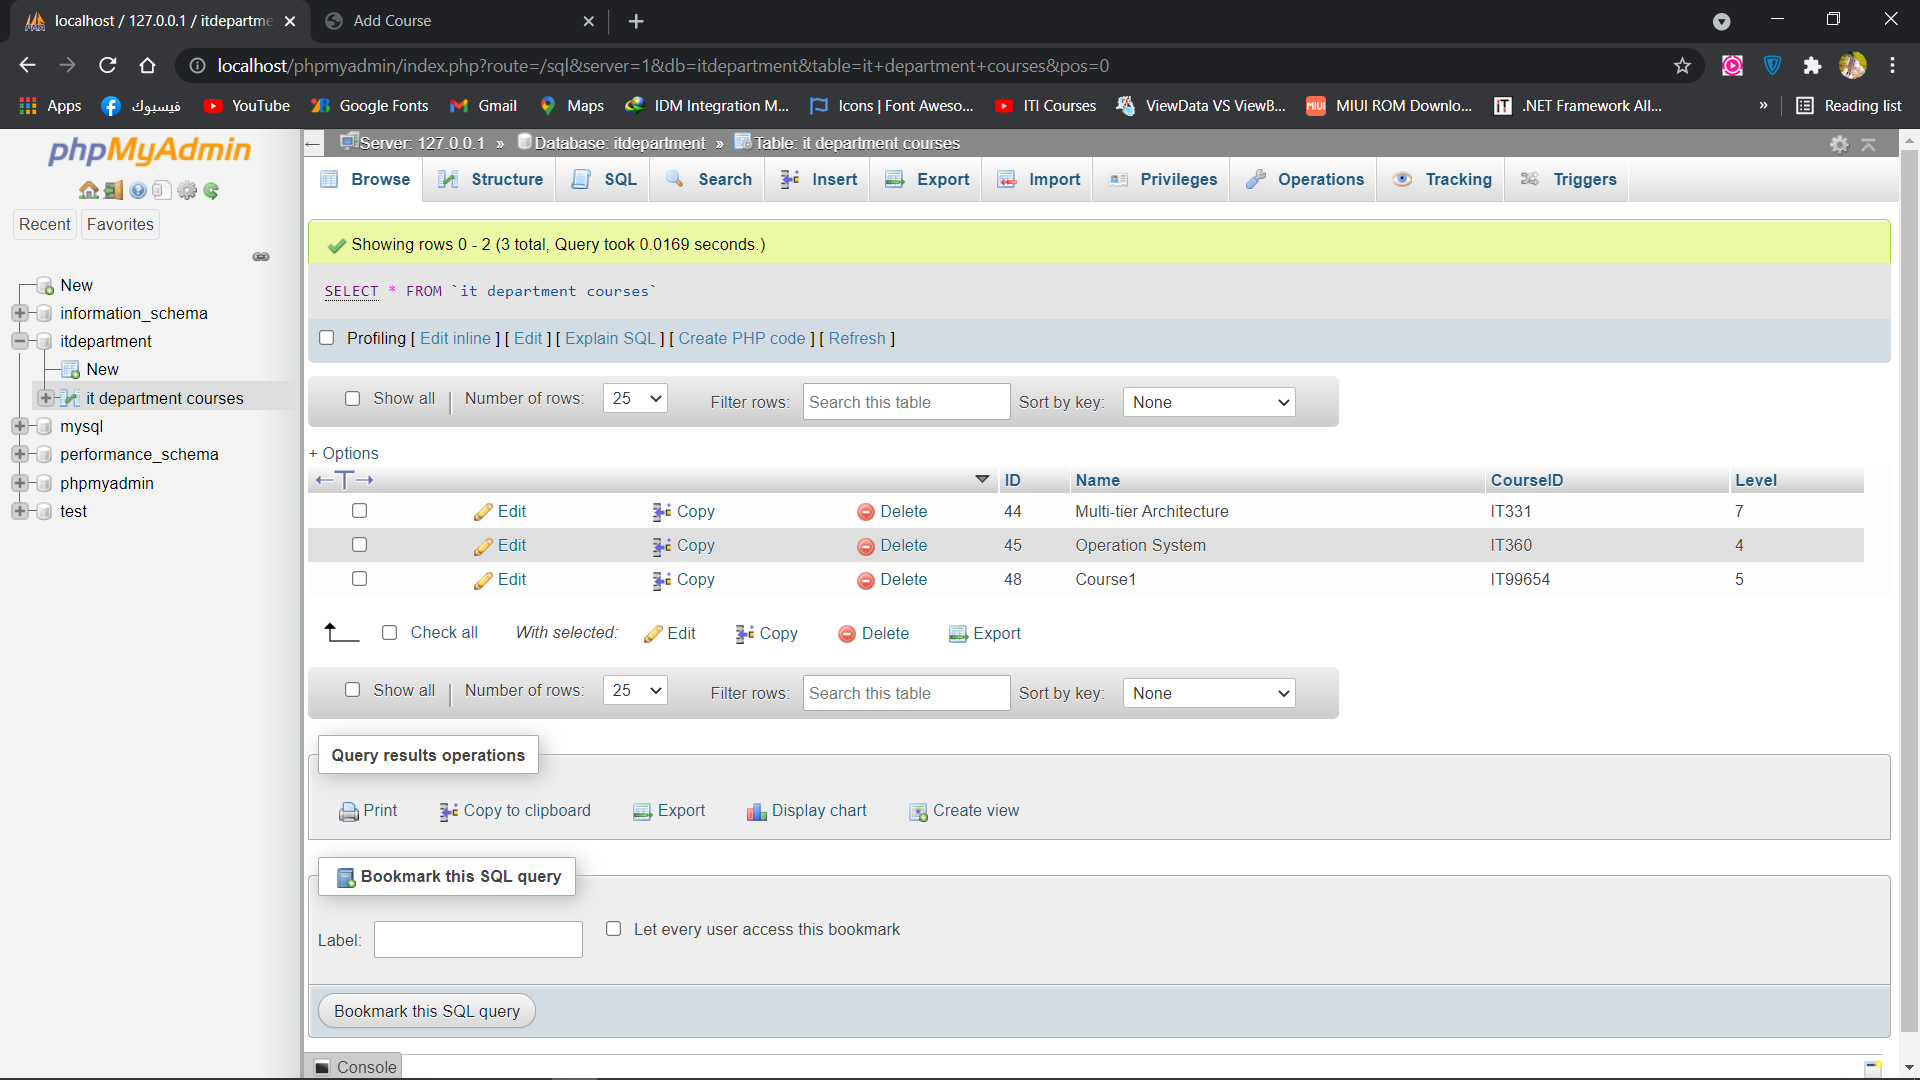 localhost / 127.0.0.1 / itdepartme
Add Course
localhost/phpmyadmin/index.php?route=/sql&server=1&db=itdepartment&table=it+department+courses&pos=0
Apps
فيسبوك
YouTube
Google Fonts
Gmail
Maps
IDM Integration M...
Icons | Font Aweso...
ITI Courses
ViewData VS ViewB...
MIUI ROM Downlo...
.NET Framework All...
»
Reading list
phpMyAdmin
Recent
Favorites
New
information_schema
itdepartment
New
it department courses
mysql
performance_schema
phpmyadmin
test
Server: 127.0.0.1 » Database: itdepartment » Table: it department courses
Browse
Structure
SQL
Search
Insert
Export
Import
Privileges
Operations
Tracking
Triggers
Showing rows 0 - 2 (3 total, Query took 0.0169 seconds.)
SELECT * FROM `it department courses`
Profiling [ Edit inline ] [ Edit ] [ Explain SQL ] [ Create PHP code ] [ Refresh ]
Show all | Number of rows: 25 Filter rows: Search this table Sort by key: None
+ Options
←T→ ID Name CourseID Level
Edit Copy Delete 44 Multi-tier Architecture IT331 7
Edit Copy Delete 45 Operation System IT360 4
Edit Copy Delete 48 Course1 IT99654 5
Check all With selected: Edit Copy Delete Export
Show all | Number of rows: 25 Filter rows: Search this table Sort by key: None
Query results operations
Print Copy to clipboard Export Display chart Create view
Bookmark this SQL query
Label: Let every user access this bookmark
Bookmark this SQL query
Console